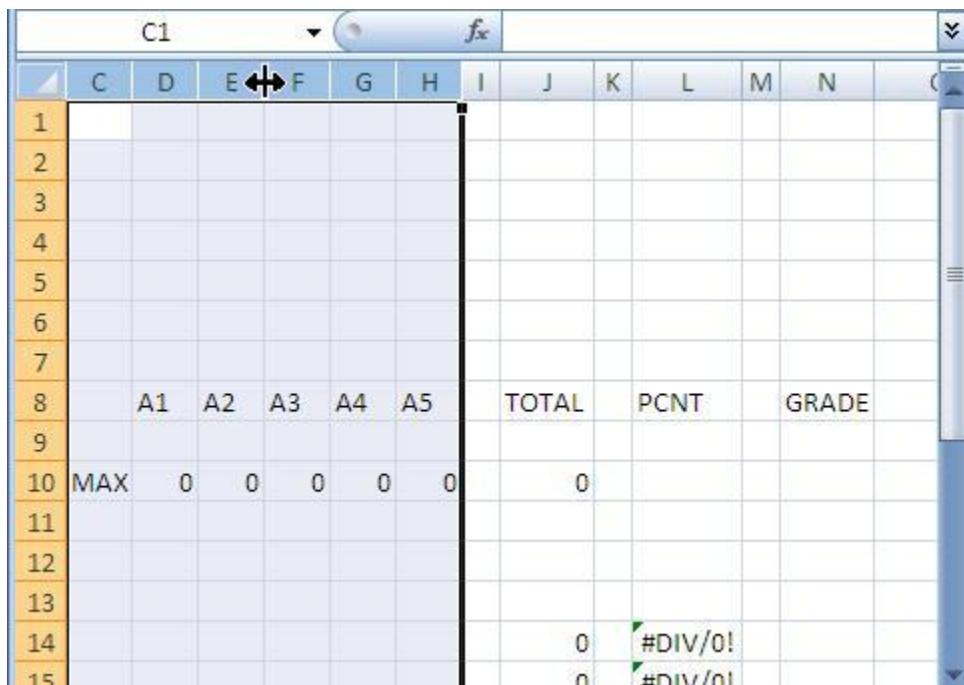 C1 fx
C D E F G H I J K L M N
1
2
3
4
5
6
7
8 A1 A2 A3 A4 A5 TOTAL PCNT GRADE
9
10 MAX 0 0 0 0 0 0
11
12
13
14 0 #DIV/0!
15 0 #DIV/0!